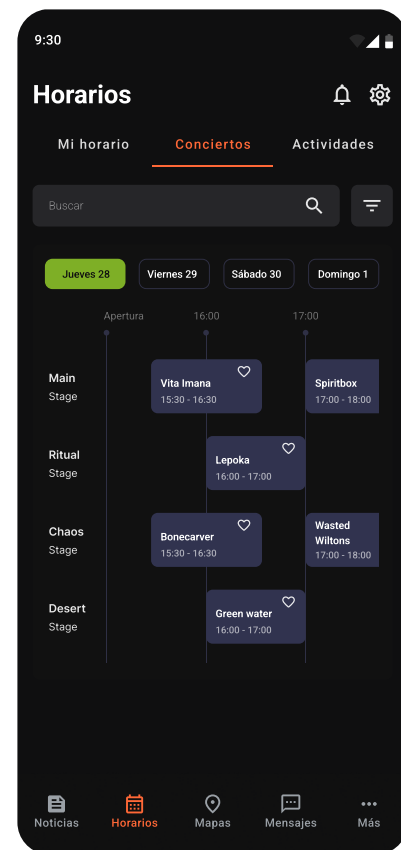 9:30
Horarios
Mi horario
Conciertos
Actividades
Buscar
Jueves 28
Viernes 29
Sábado 30
Domingo 1
Apertura
16:00
17:00
Main
Stage
Vita Imana
15:30 - 16:30
Spiritbox
17:00 - 18:00
Ritual
Stage
Lepoka
16:00 - 17:00
Chaos
Stage
Bonecarver
15:30 - 16:30
Wasted
Wiltons
17:00 - 18:00
Desert
Stage
Green water
16:00 - 17:00
Noticias
Horarios
Mapas
Mensajes
Más